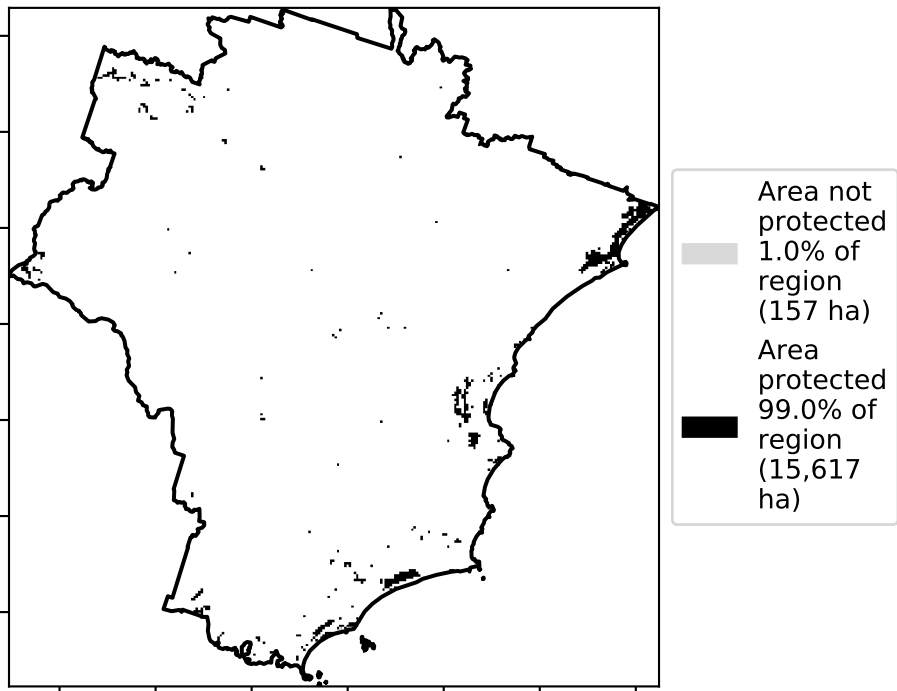 Area not
protected
1.0% of
region
(157 ha)
Area
protected
99.0% of
region
(15,617
ha)